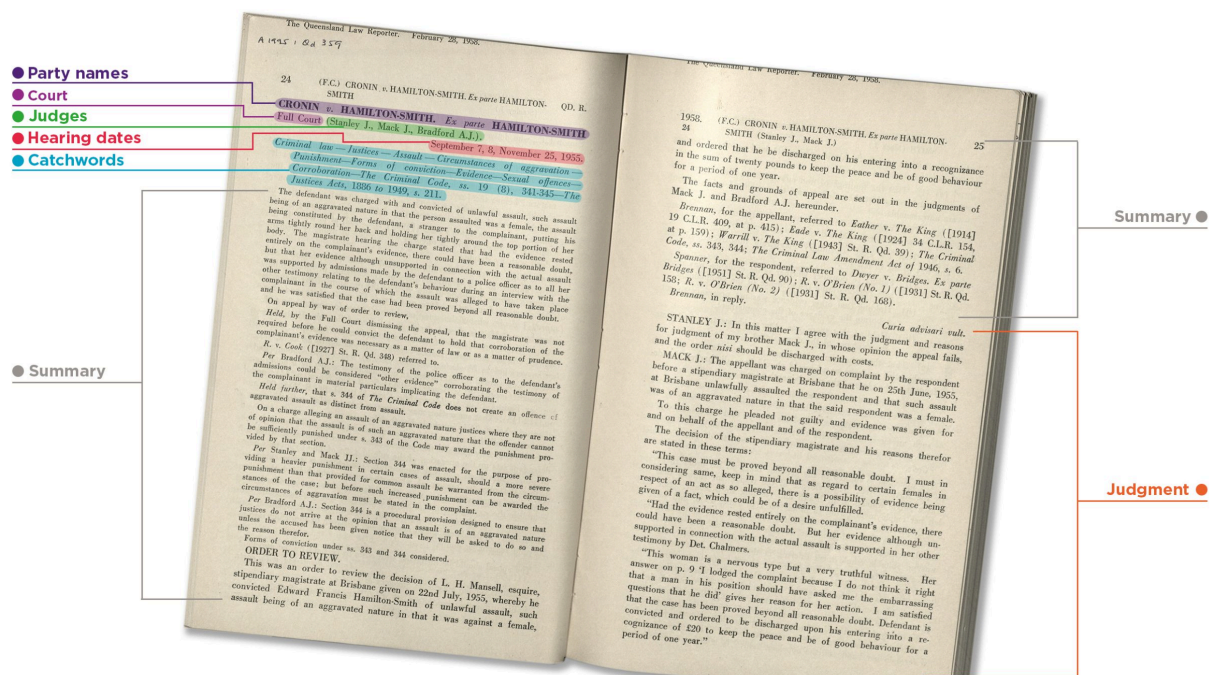 The Queensland Law Reporter. February 28, 1958.
A 1995 : Qd 359
Party names
Court
Judges
Hearing dates
Catchwords
24 (F.C.) CRONIN v. HAMILTON-SMITH. Ex parte HAMILTON- QD. R.
SMITH
CRONIN v. HAMILTON-SMITH. Ex parte HAMILTON-SMITH
Full Court (Stanley J., Mack J., Bradford A.J.).
September 7, 8, November 25, 1955.
Criminal law — Justices — Assault — Circumstances of aggravation —
Punishment—Forms of conviction—Evidence—Sexual offences—
Corroboration—The Criminal Code, ss. 19 (8), 341-345—The
Justices Acts, 1886 to 1949, s. 211.
The defendant was charged with and convicted of unlawful assault, such assault
being of an aggravated nature in that the person assaulted was a female, the assault
being constituted by the defendant, a stranger to the complainant, putting his
arms tightly round her back and holding her tightly around the top portion of her
body. The magistrate hearing the charge stated that had the evidence rested
entirely on the complainant's evidence, there could have been a reasonable doubt,
but that her evidence although unsupported in connection with the actual assault
was supported by admissions made by the defendant to a police officer as to all her
other testimony relating to the defendant's behaviour during an interview with the
complainant in the course of which the assault was alleged to have taken place
and he was satisfied that the case had been proved beyond all reasonable doubt.
On appeal by way of order to review,
Held, by the Full Court dismissing the appeal, that the magistrate was not
required before he could convict the defendant to hold that corroboration of the
complainant's evidence was necessary as a matter of law or as a matter of prudence.
R. v. Cook ([1927] St. R. Qd. 348) referred to.
Per Bradford A.J.: The testimony of the police officer as to the defendant's
admissions could be considered "other evidence" corroborating the testimony of
the complainant in material particulars implicating the defendant.
Held further, that s. 344 of The Criminal Code does not create an offence of
aggravated assault as distinct from assault.
On a charge alleging an assault of an aggravated nature justices where they are not
of opinion that the assault is of such an aggravated nature that the offender cannot
be sufficiently punished under s. 343 of the Code may award the punishment pro-
vided by that section.
Per Stanley and Mack JJ.: Section 344 was enacted for the purpose of pro-
viding a heavier punishment in certain cases of assault, should a more severe
punishment than that provided for common assault be warranted from the circum-
stances of the case; but before such increased punishment can be awarded the
circumstances of aggravation must be stated in the complaint.
Per Bradford A.J.: Section 344 is a procedural provision designed to ensure that
justices do not arrive at the opinion that an assault is of an aggravated nature
unless the accused has been given notice that they will be asked to do so and
the reason therefor.
Forms of conviction under ss. 343 and 344 considered.
ORDER TO REVIEW.
This was an order to review the decision of L. H. Mansell, esquire,
stipendiary magistrate at Brisbane given on 22nd July, 1955, whereby he
convicted Edward Francis Hamilton-Smith of unlawful assault, such
assault being of an aggravated nature in that it was against a female,
Summary
The Queensland Law Reporter. February 28, 1958.
1958. (F.C.) CRONIN v. HAMILTON-SMITH. Ex parte HAMILTON-
24 SMITH (Stanley J., Mack J.) 25
and ordered that he be discharged on his entering into a recognizance
in the sum of twenty pounds to keep the peace and be of good behaviour
for a period of one year.
The facts and grounds of appeal are set out in the judgments of
Mack J. and Bradford A.J. hereunder.
Brennan, for the appellant, referred to Eather v. The King ([1914]
19 C.L.R. 409, at p. 415); Eade v. The King ([1924] 34 C.L.R. 154,
at p. 159); Warrill v. The King ([1943] St. R. Qd. 39); The Criminal
Code, ss. 343, 344; The Criminal Law Amendment Act of 1946, s. 6.
Spanner, for the respondent, referred to Dwyer v. Bridges. Ex parte
Bridges ([1951] St. R. Qd. 90); R. v. O'Brien (No. 1) ([1931] St. R. Qd.
158; R. v. O'Brien (No. 2) ([1931] St. R. Qd. 168).
Brennan, in reply.
Curia advisari vult.
STANLEY J.: In this matter I agree with the judgment and reasons
for judgment of my brother Mack J., in whose opinion the appeal fails,
and the order nisi should be discharged with costs.
MACK J.: The appellant was charged on complaint by the respondent
before a stipendiary magistrate at Brisbane that he on 25th June, 1955,
at Brisbane unlawfully assaulted the respondent and that such assault
was of an aggravated nature in that the said respondent was a female.
To this charge he pleaded not guilty and evidence was given for
and on behalf of the appellant and of the respondent.
The decision of the stipendiary magistrate and his reasons therefor
are stated in these terms:
"This case must be proved beyond all reasonable doubt. I must in
considering same, keep in mind that as regard to certain females in
respect of an act as so alleged, there is a possibility of evidence being
given of a fact, which could be of a desire unfulfilled.
"Had the evidence rested entirely on the complainant's evidence, there
could have been a reasonable doubt. But her evidence although un-
supported in connection with the actual assault is supported in her other
testimony by Det. Chalmers.
"This woman is a nervous type but a very truthful witness. Her
answer on p. 9 'I lodged the complaint because I do not think it right
that a man in his position should have asked me the embarrassing
questions that he did' gives her reason for her action. I am satisfied
that the case has been proved beyond all reasonable doubt. Defendant is
convicted and ordered to be discharged upon his entering into a re-
cognizance of £20 to keep the peace and be of good behaviour for a
period of one year."
Summary
Judgment